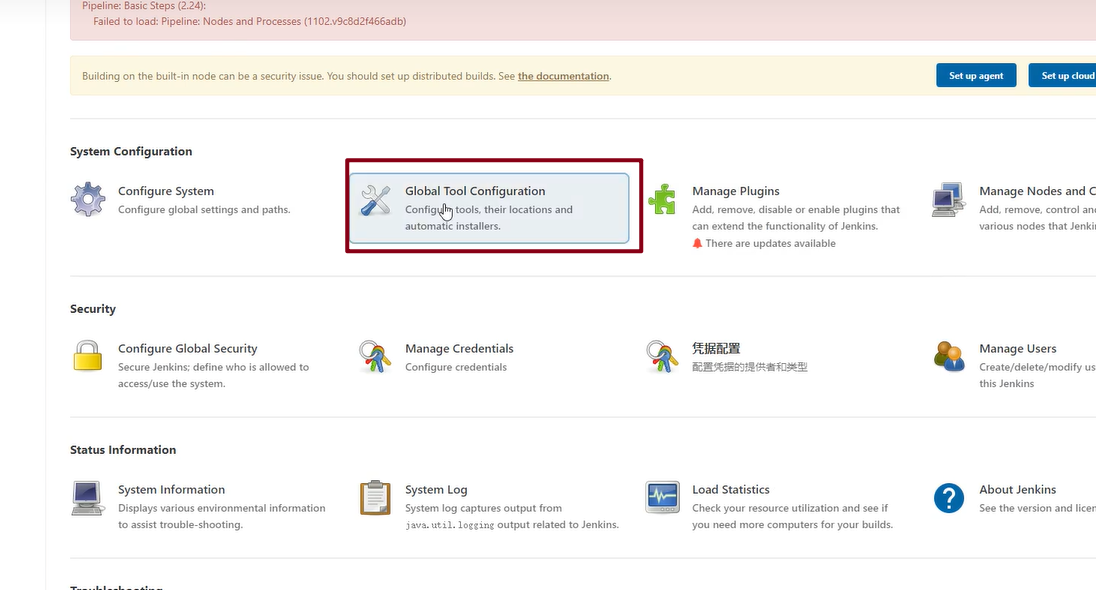 Pipeline: Basic Steps (2.24):
Failed to load: Pipeline: Nodes and Processes (1102.v9c8d2f466adb)
Building on the built-in node can be a security issue. You should set up distributed builds. See the documentation.
Set up agent
Set up cloud
System Configuration
Configure System
Configure global settings and paths.
Global Tool Configuration
Configure tools, their locations and
automatic installers.
Manage Plugins
Add, remove, disable or enable plugins that
can extend the functionality of Jenkins.
There are updates available
Manage Nodes and C
Add, remove, control and
various nodes that Jenki
Security
Configure Global Security
Secure Jenkins; define who is allowed to
access/use the system.
Manage Credentials
Configure credentials
凭据配置
配置凭据的提供者和类型
Manage Users
Create/delete/modify us
this Jenkins
Status Information
System Information
Displays various environmental information
to assist trouble-shooting.
System Log
System log captures output from
java.util.logging output related to Jenkins.
Load Statistics
Check your resource utilization and see if
you need more computers for your builds.
About Jenkins
See the version and licen
Troubleshooting